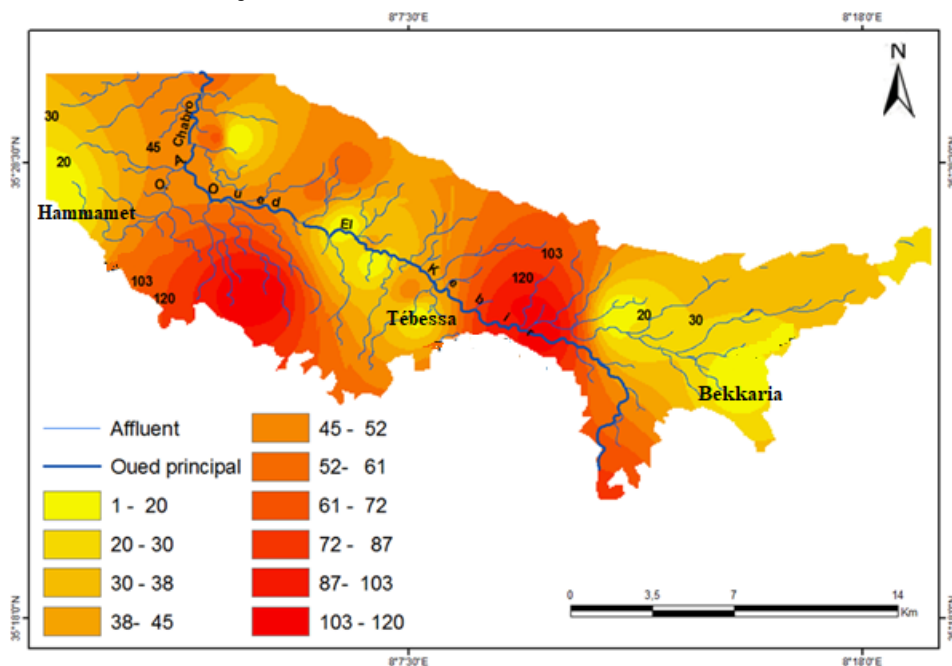 8°7'30"E
8°18'0"E
N
30
Chabro
45
35°28'30"N
20
A
O.
O u e d
Hammamet
El
103
103
120
120
K e b i r
Tébessa
20
30
Bekkaria
Affluent
Oued principal
1 - 20
20 - 30
30 - 38
38- 45
45 - 52
52- 61
61 - 72
72 - 87
87- 103
103 - 120
0
3,5
7
14
Km
35°18'0"N
35°18'0"N
8°7'30"E
8°18'0"E